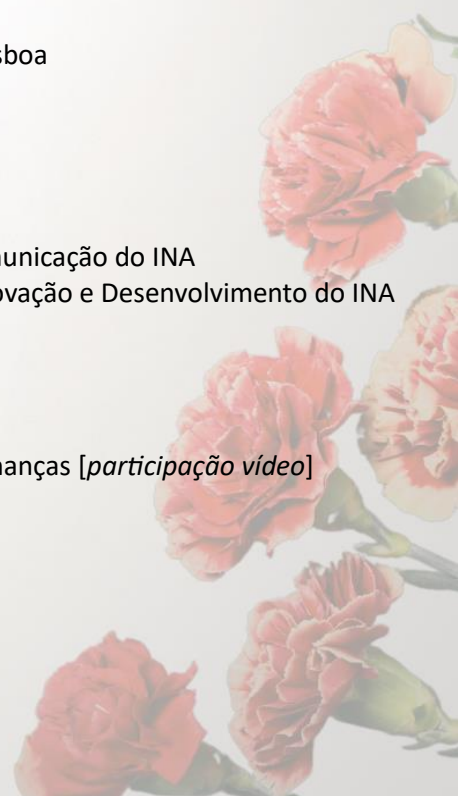 sboa
unicação do INA
ovação e Desenvolvimento do INA
nanças [participação vídeo]